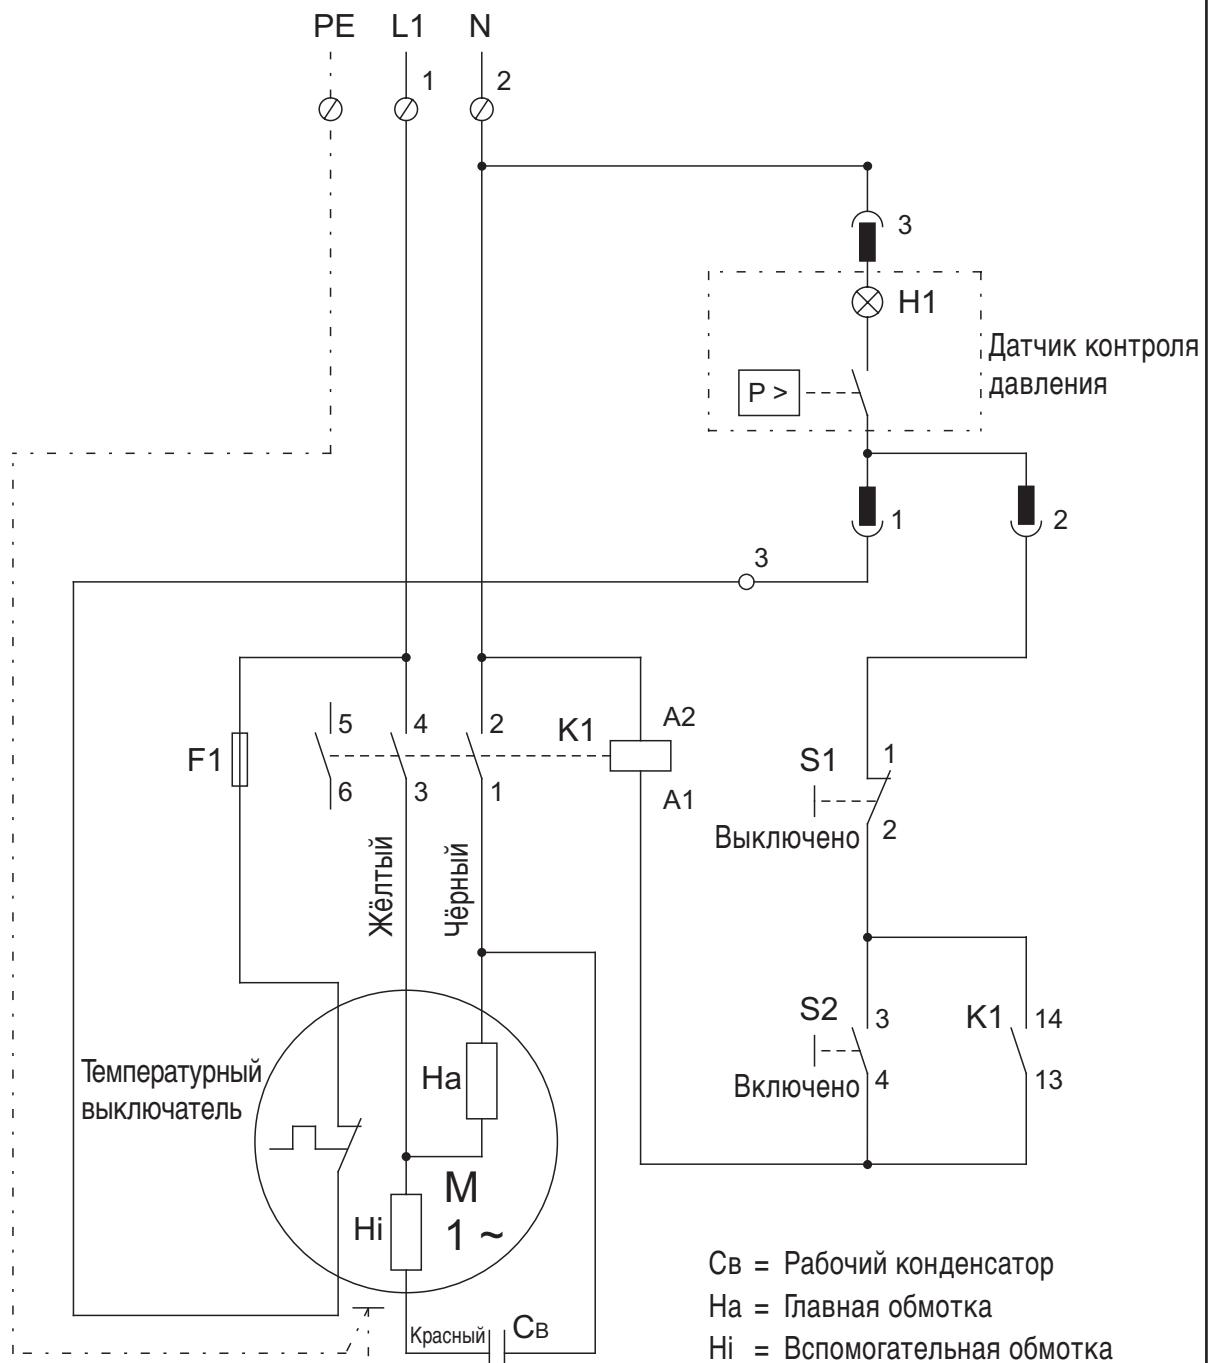 PE L1 N
1 2
3
H1
Датчик контроля
давления
P >
1 2
3
5 4 2 K1 A2
F1
6 3 1 A1
S1 1
Выключено 2
Жёлтый
Чёрный
S2 3 K1 14
Включено 4 13
Температурный
выключатель
Ha
M
1 ~
Hi
Красный
Cв
Св = Рабочий конденсатор
На = Главная обмотка
Hi = Вспомогательная обмотка